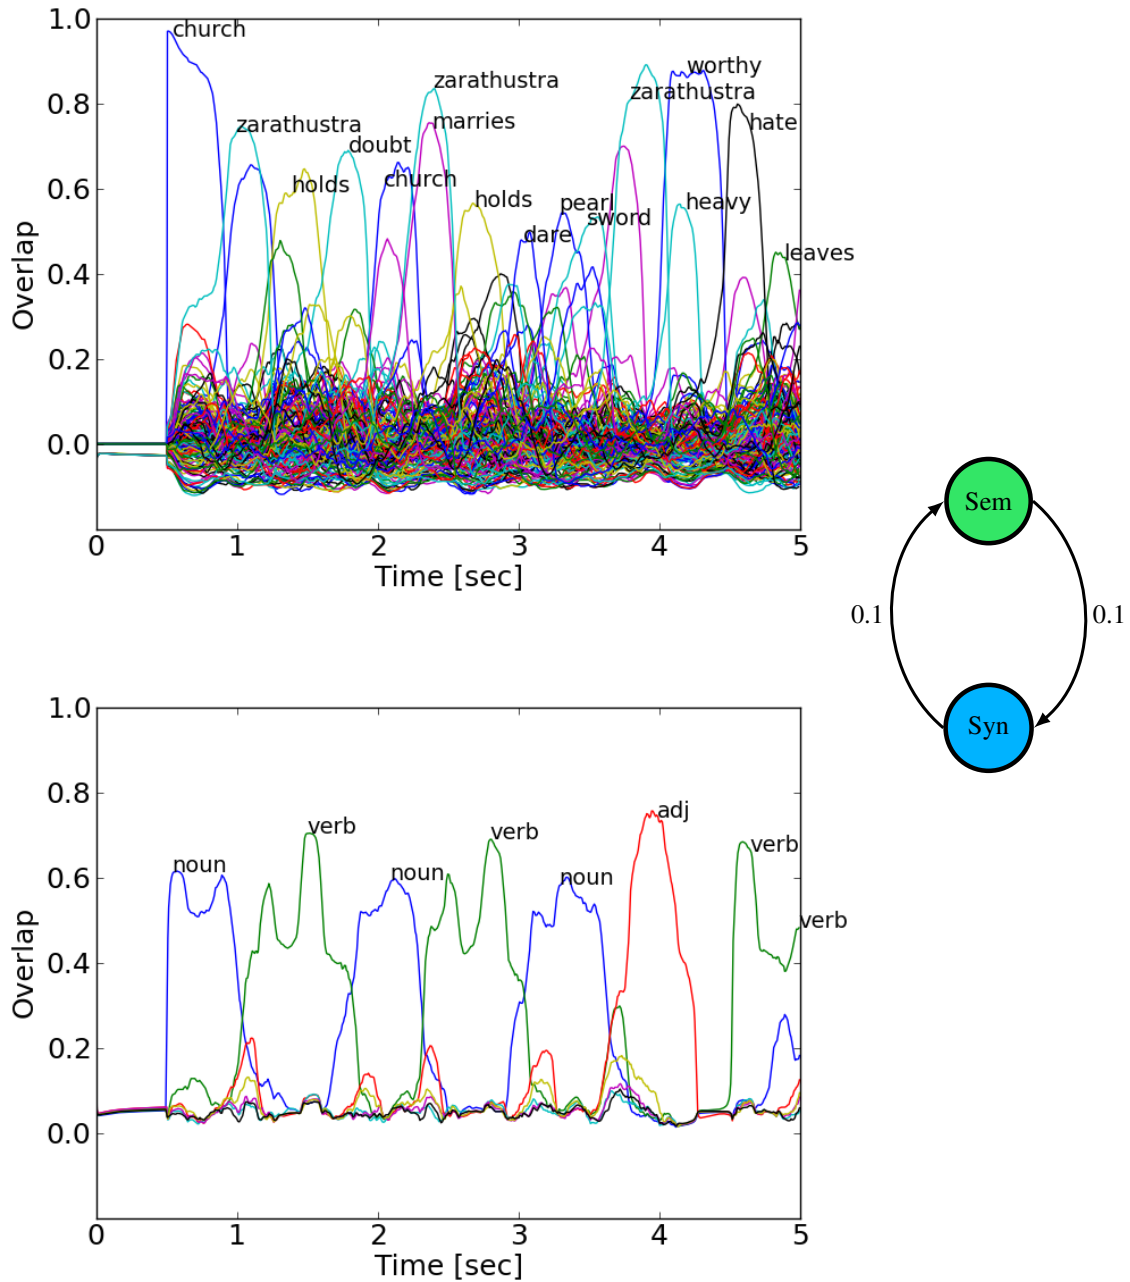 1.0
church
worthy
zarathustra
zarathustra
0.8
marries
hate
zarathustra
doubt
0.6
holds
church
holds
pearl
heavy
sword
dare
0.4
leaves
Overlap
0.2
0.0
0 1 2 3 4 5
Time [sec]
Sem
0.1 0.1
Syn
1.0
0.8
adj
verb
verb
verb
noun
noun
noun
0.6
verb
Overlap
0.4
0.2
0.0
0 1 2 3 4 5
Time [sec]